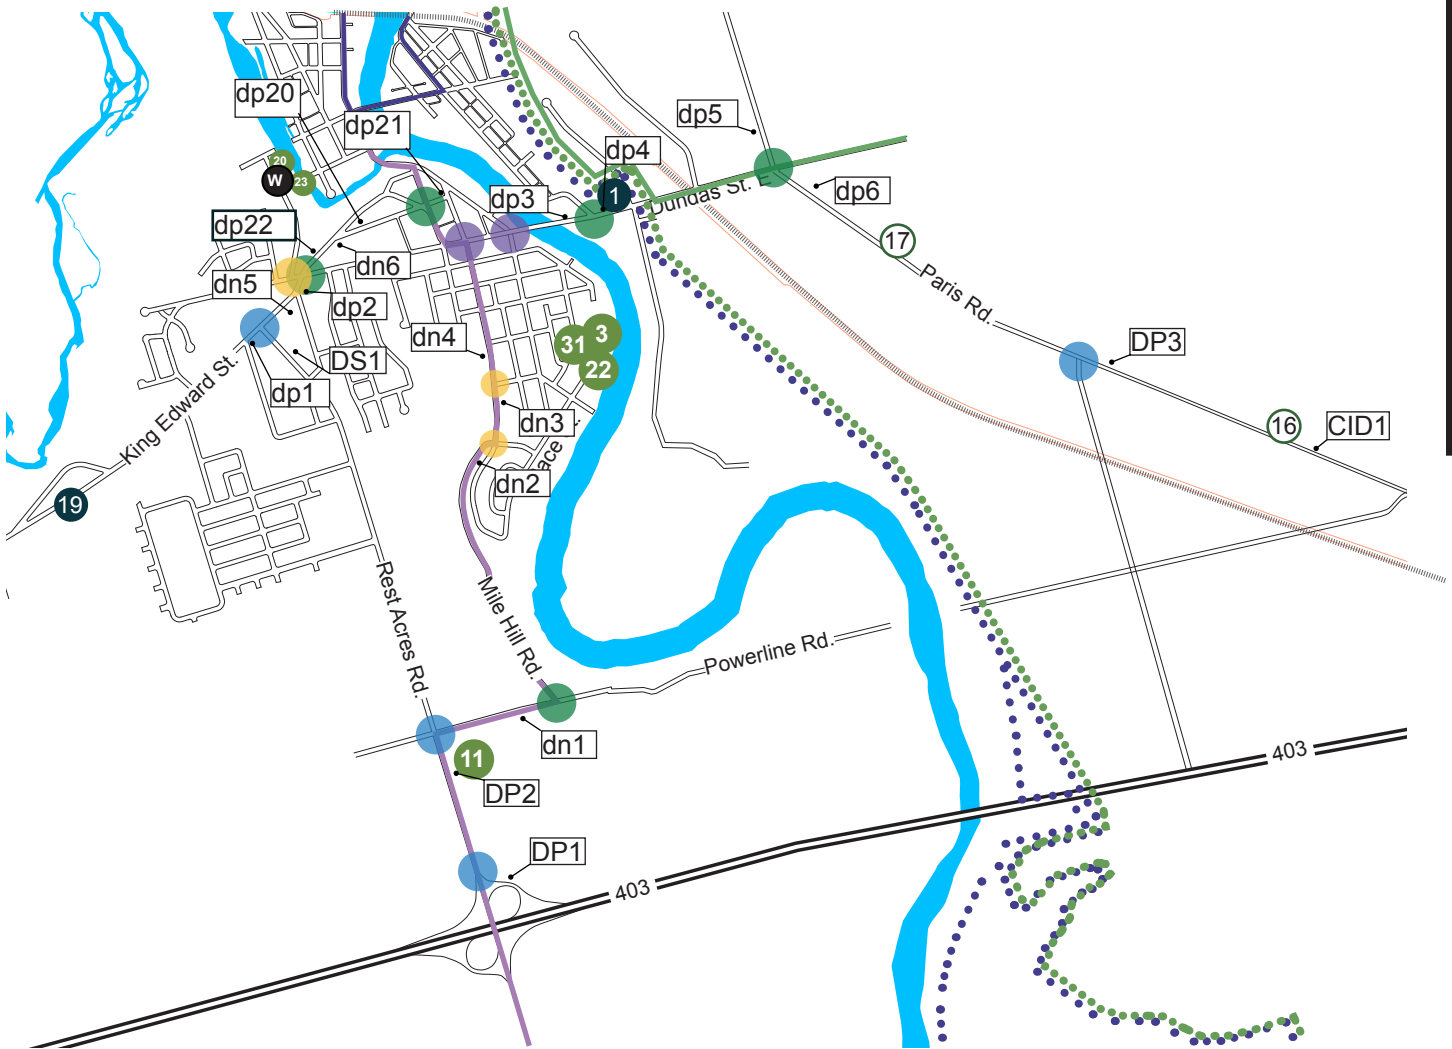 dp20
dp5
dp21
dp4
20
W
23
dp3
1
Dundas St. E
dp6
dp22
17
dn6
dn5
dp2
Paris Rd.
dn4
31
3
22
DP3
DS1
dp1
King Edward St.
dn3
16
CID1
ace
dn2
19
Rest Acres Rd.
Mile Hill Rd.
Powerline Rd.
dn1
11
DP2
403
DP1
403